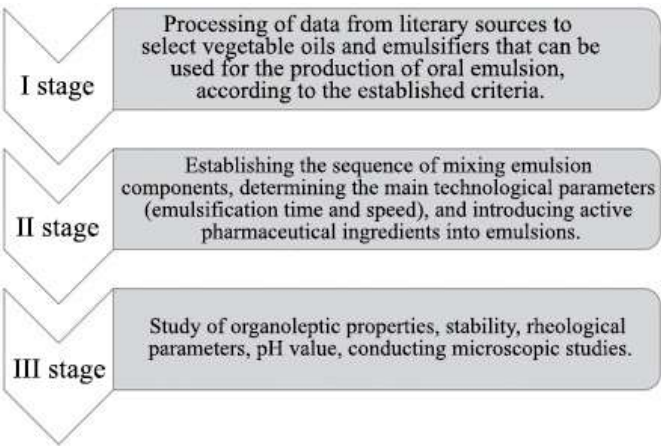 I stage
Processing of data from literary sources to
select vegetable oils and emulsifiers that can be
used for the production of oral emulsion,
according to the established criteria.
II stage
Establishing the sequence of mixing emulsion
components, determining the main technological parameters
(emulsification time and speed), and introducing active
pharmaceutical ingredients into emulsions.
III stage
Study of organoleptic properties, stability, rheological
parameters, pH value, conducting microscopic studies.